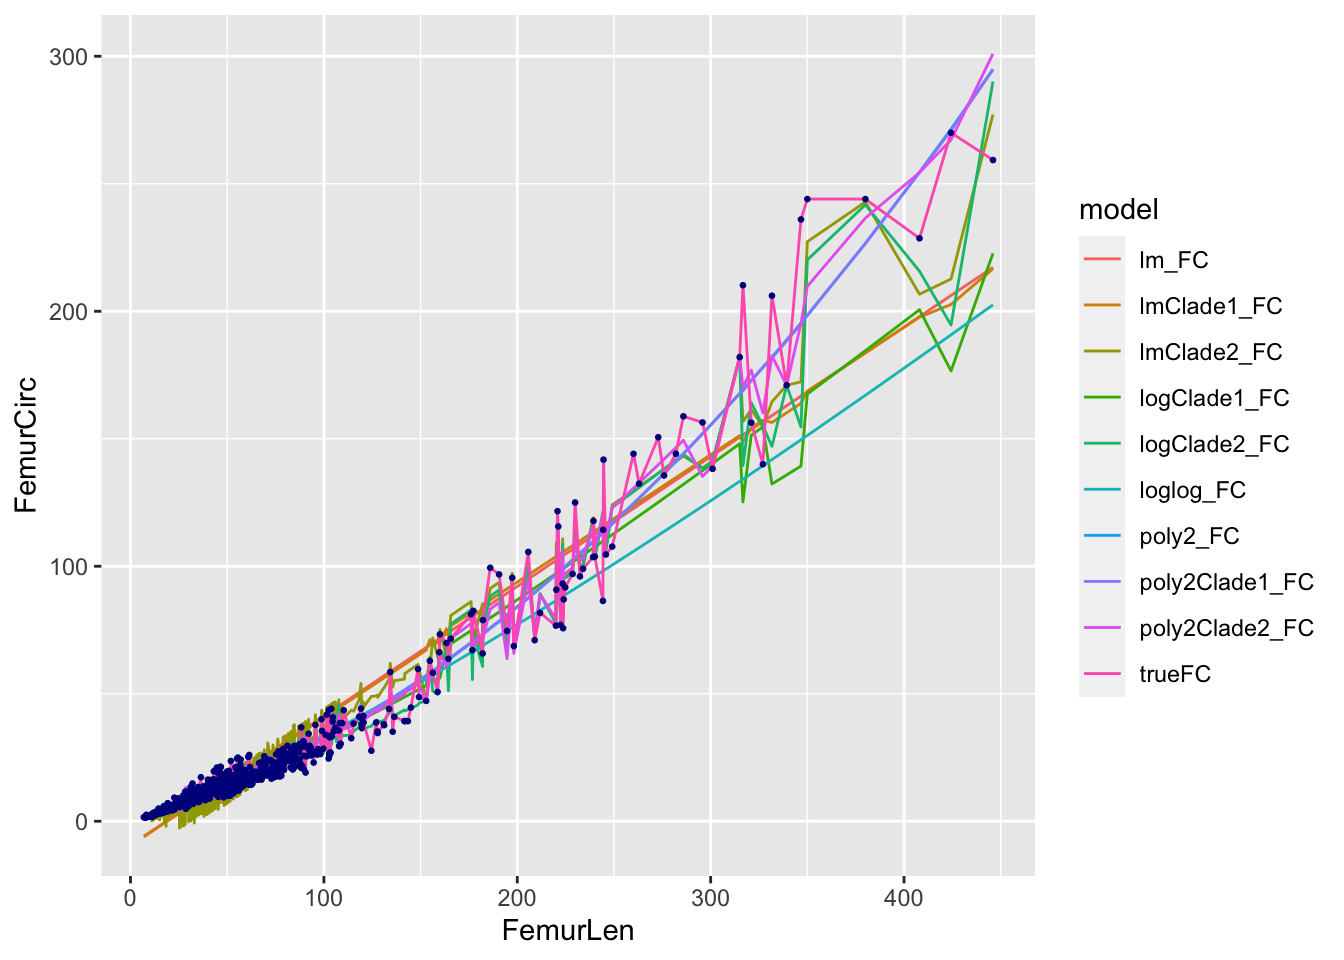 300
200
100
0
FemurCirc
0
100
200
300
400
FemurLen
model
lm_FC
lmClade1_FC
lmClade2_FC
logClade1_FC
logClade2_FC
loglog_FC
poly2_FC
poly2Clade1_FC
poly2Clade2_FC
trueFC